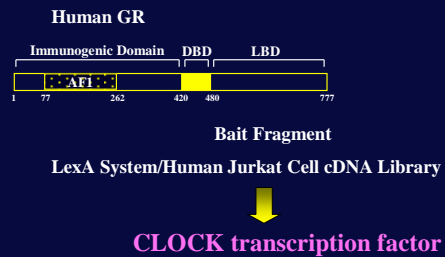 Human GR
Immunogenic Domain DBD LBD
AF1
1 77 262 420 480 777
Bait Fragment
LexA System/Human Jurkat Cell cDNA Library
CLOCK transcription factor